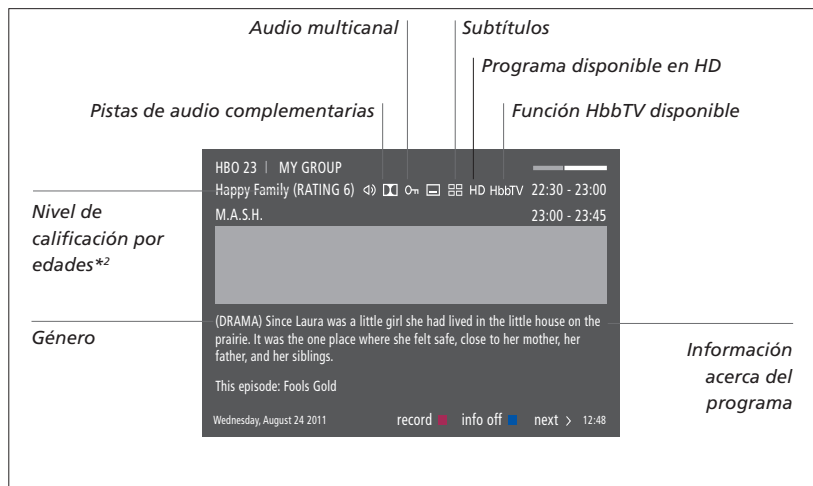 Audio multicanal
Subtítulos
Programa disponible en HD
Pistas de audio complementarias
Función HbbTV disponible
HBO 23 | MY GROUP
Happy Family (RATING 6) HD HbbTV 22:30 - 23:00
M.A.S.H. 23:00 - 23:45
Nivel de
calificación por
edades*2
(DRAMA) Since Laura was a little girl she had lived in the little house on the
prairie. It was the one place where she felt safe, close to her mother, her
father, and her siblings.
This episode: Fools Gold
Género
Información
acerca del
programa
Wednesday, August 24 2011 record info off next > 12:48